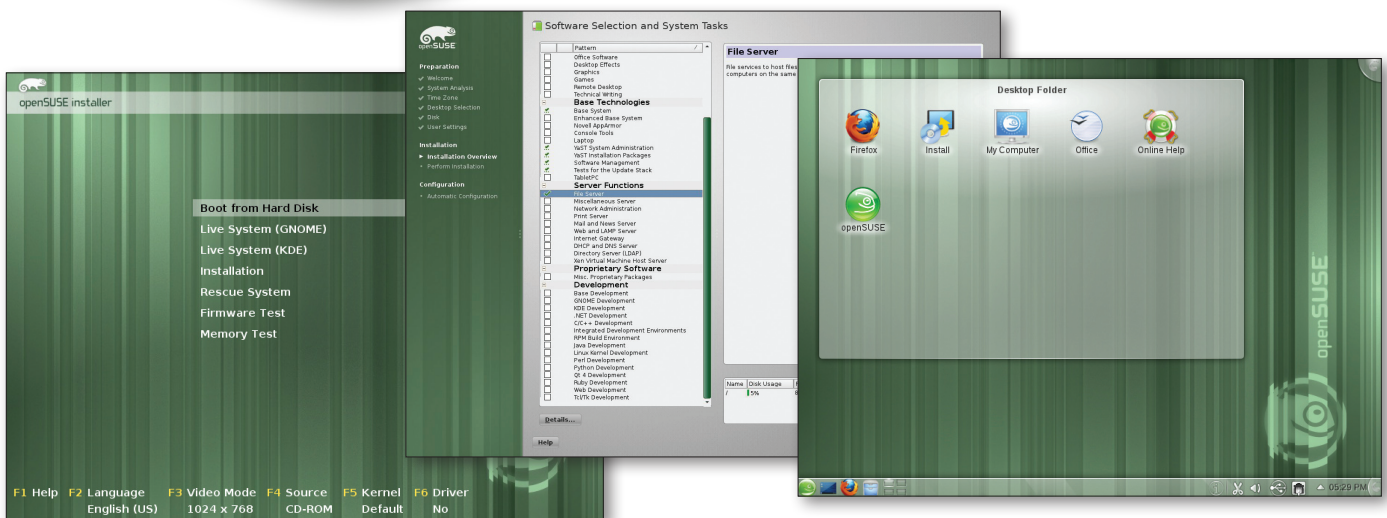 openSUSE installer
Boot from Hard Disk
Live System (GNOME)
Live System (KDE)
Installation
Rescue System
Firmware Test
Memory Test
F1 Help F2 Language F3 Video Mode F4 Source F5 Kernel F6 Driver
English (US) 1024 x 768 CD-ROM Default No
openSUSE
Preparation
Welcome
System Analysis
Time Zone
Desktop Selection
Disk
User Settings
Installation
Installation Overview
Perform Installation
Configuration
Automatic Configuration
Software Selection and System Tasks
Pattern
Office Software
Desktop Effects
Graphics
Games
Remote Desktop
Technical Writing
Base Technologies
Base System
Enhanced Base System
Novell AppArmor
Console Tools
Laptop
YaST System Administration
YaST Installation Packages
Software Management
Tests for the Update Stack
TabletPC
Server Functions
File Server
Miscellaneous Server
Network Administration
Print Server
Mail and News Server
Web and LAMP Server
Internet Gateway
DHCP and DNS Server
Directory Server (LDAP)
Xen Virtual Machine Host Server
Proprietary Software
Misc. Proprietary Packages
Development
Base Development
GNOME Development
KDE Development
.NET Development
C/C++ Development
Integrated Development Environments
RPM Build Environment
Java Development
Linux Kernel Development
Perl Development
Python Development
Qt 4 Development
Ruby Development
Web Development
Tcl/Tk Development
Details...
Help
File Server
File services to host files
computers on the same
Name Disk Usage
/ 5%
Desktop Folder
Firefox Install My Computer Office Online Help
openSUSE
openSUSE
05:29 PM